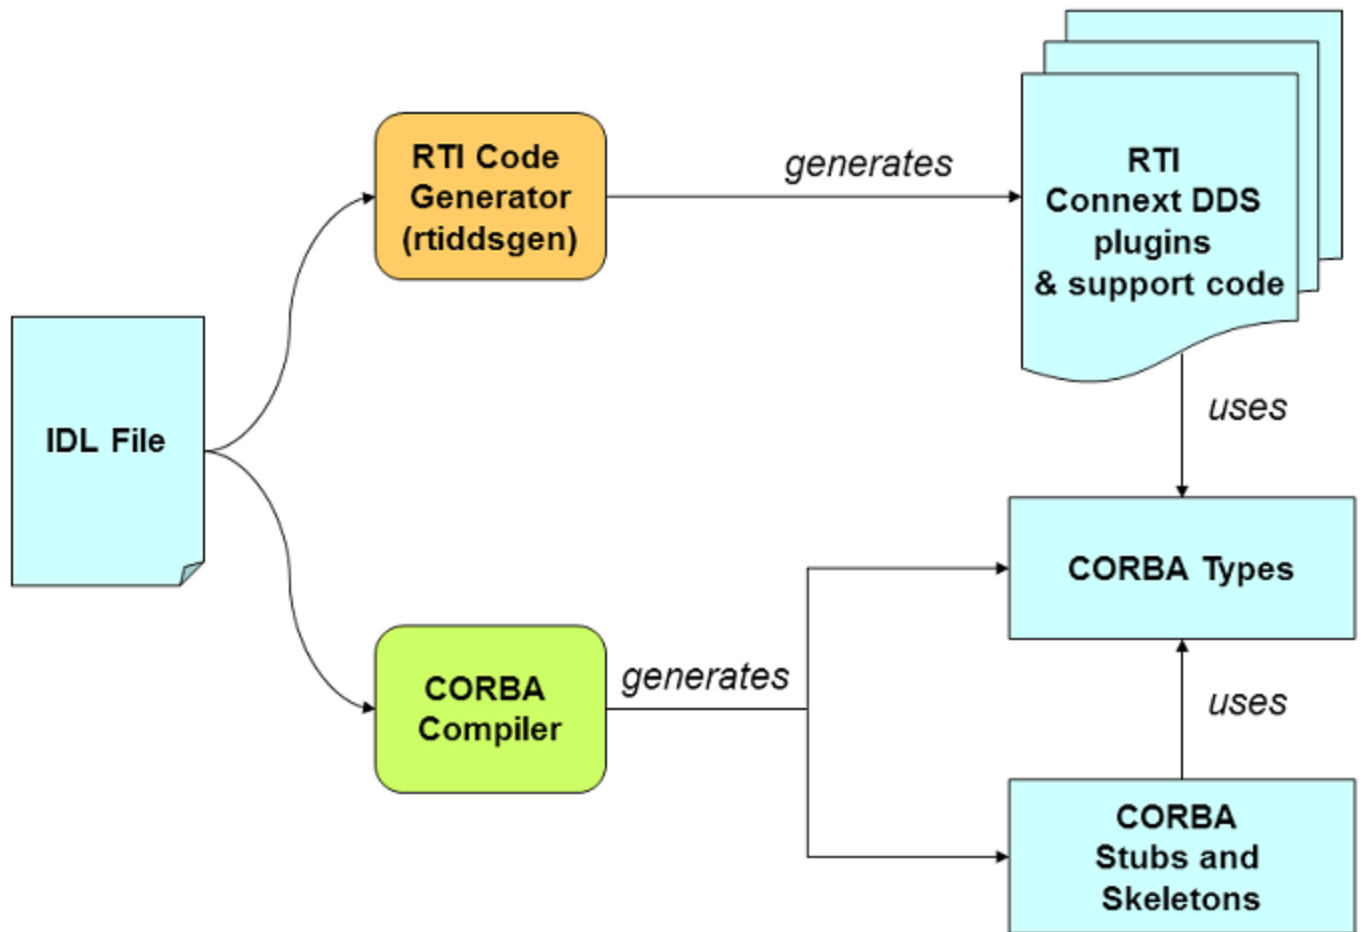 RTI Code
Generator
(rtiddsgen)
generates
RTI
Connext DDS
plugins
& support code
IDL File
uses
CORBA Types
CORBA
Compiler
generates
uses
CORBA
Stubs and
Skeletons